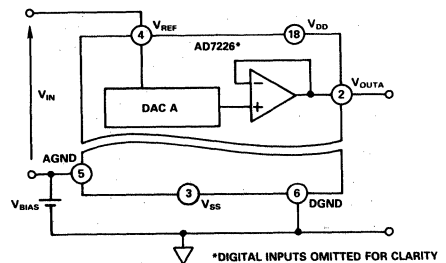 4
VREF
18
VDD
AD7226*
VIN
DAC A
−
+
2
VOUTA
AGND
5
3
VSS
6
DGND
VBIAS
*DIGITAL INPUTS OMITTED FOR CLARITY